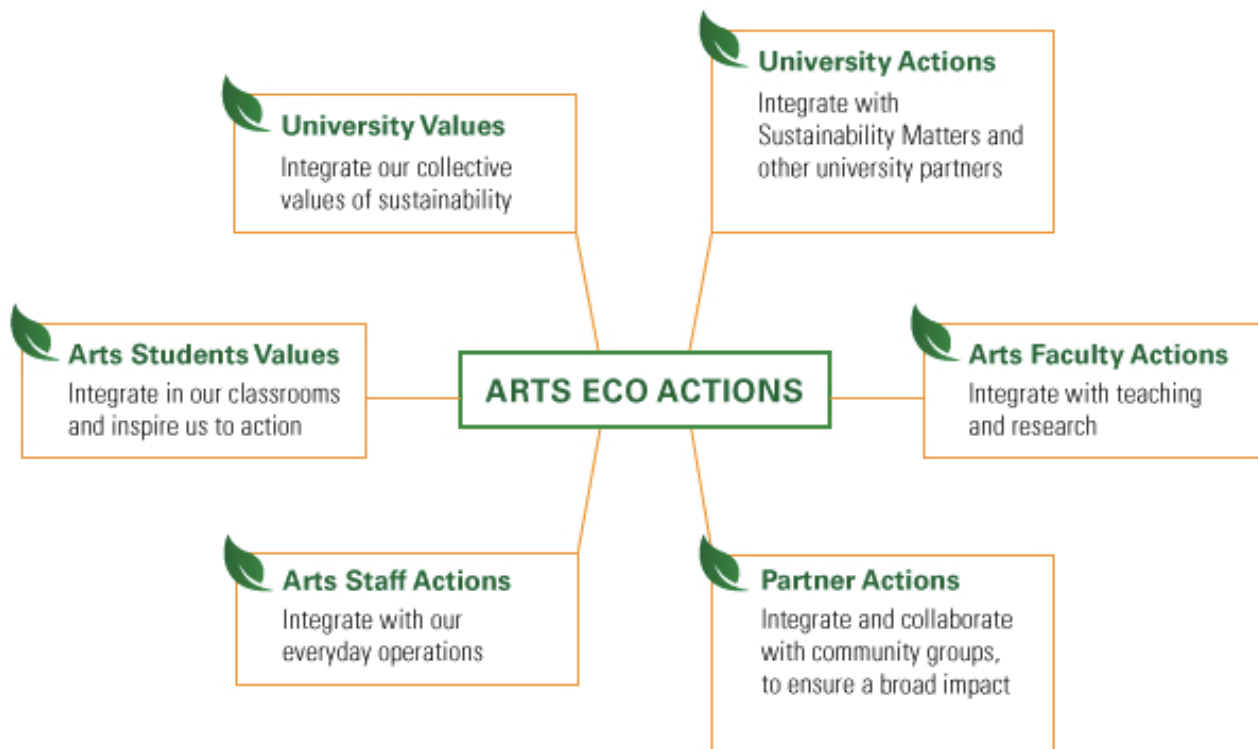 University Actions
Integrate with
Sustainability Matters and
other university partners
University Values
Integrate our collective
values of sustainability
Arts Students Values
Integrate in our classrooms
and inspire us to action
ARTS ECO ACTIONS
Arts Faculty Actions
Integrate with teaching
and research
Arts Staff Actions
Integrate with our
everyday operations
Partner Actions
Integrate and collaborate
with community groups,
to ensure a broad impact